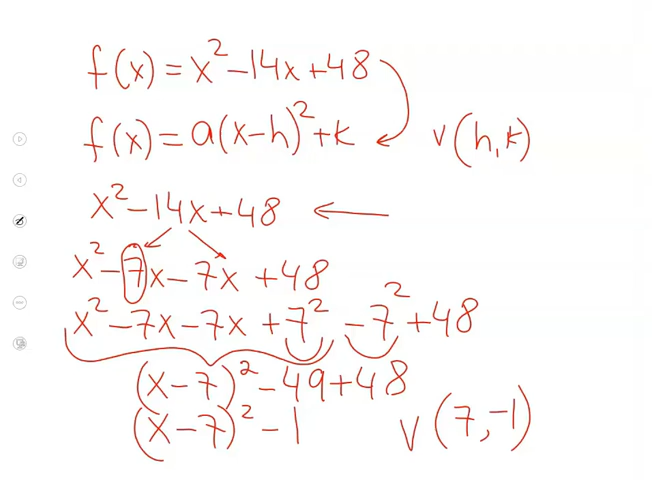 f(x) = x² - 14x + 48
f(x) = a(x-h)² + k
v(h, k)
x² - 14x + 48
x² - 7x - 7x + 48
x² - 7x - 7x + 7² - 7² + 48
(x-7)² - 49 + 48
(x-7)² - 1
v(7, -1)